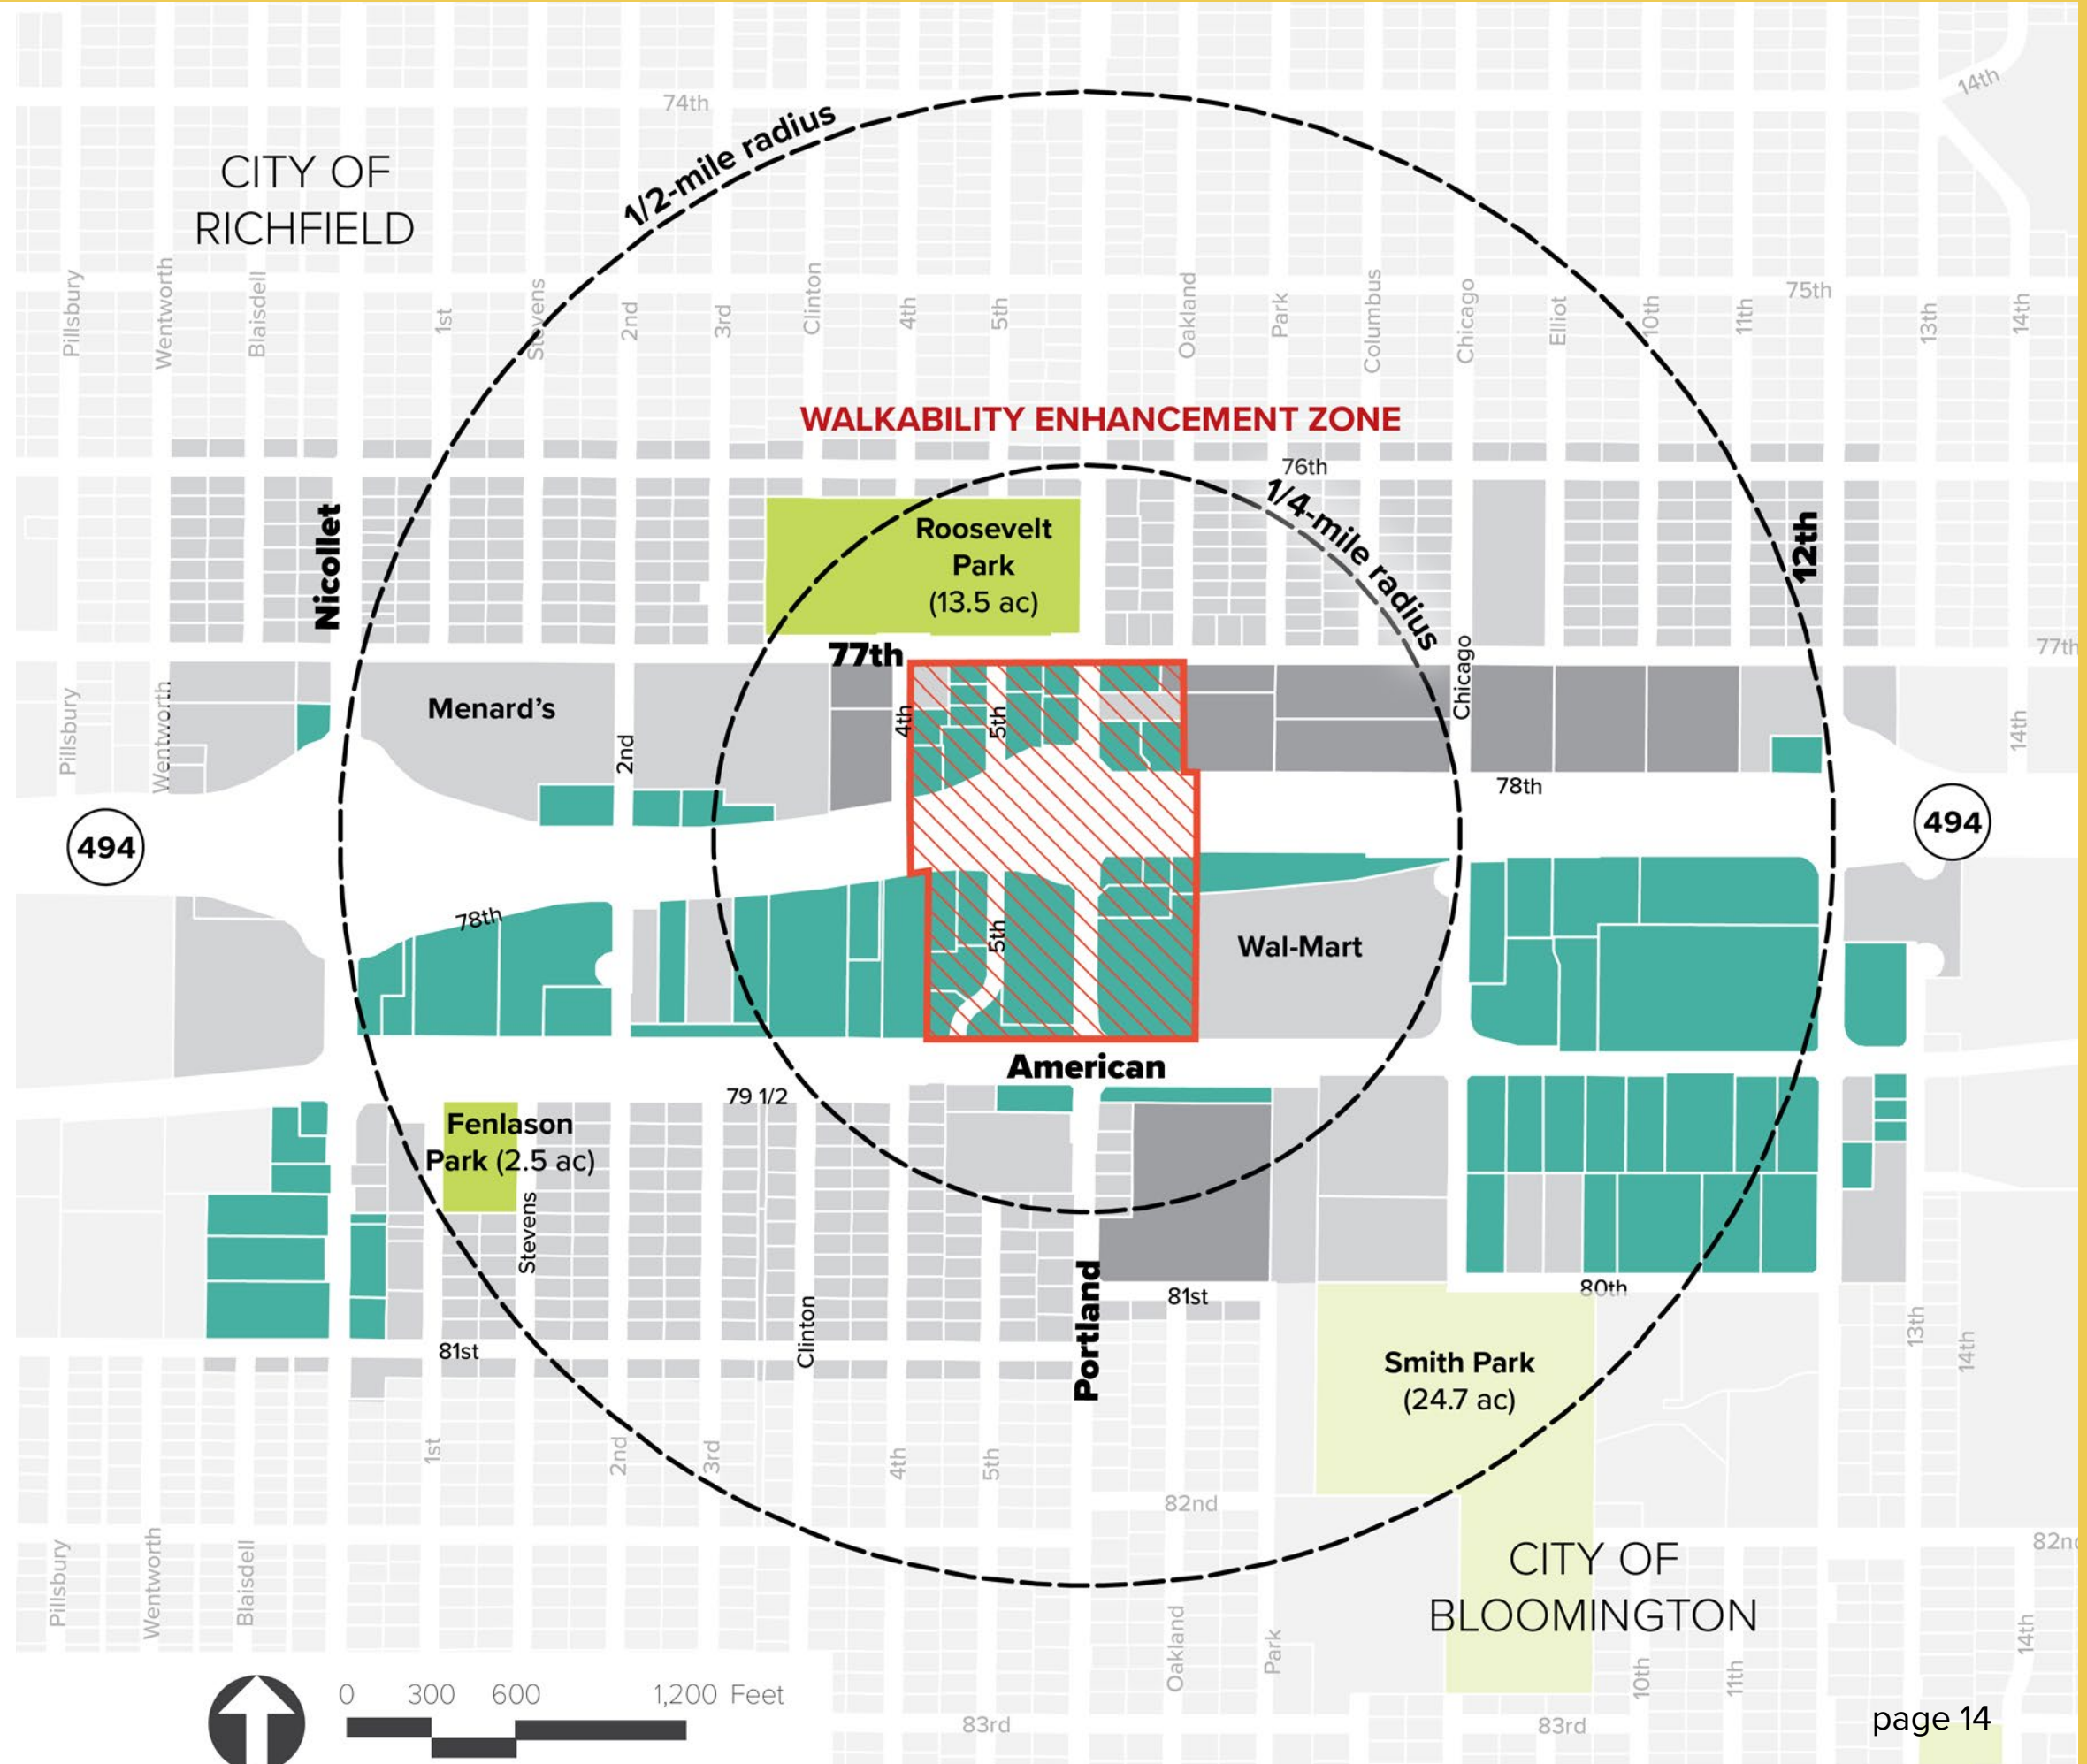 74th
14th
1/2-mile radius
CITY OF
RICHFIELD
Pillsbury
Wentworth
Blaisdell
1st
Stevens
2nd
3rd
Clinton
4th
5th
Oakland
Park
Columbus
Chicago
Elliot
10th
11th
75th
13th
14th
WALKABILITY ENHANCEMENT ZONE
76th
1/4-mile radius
Nicollet
Roosevelt
Park
(13.5 ac)
12th
77th
77th
Chicago
Pillsbury
Wentworth
Menard's
2nd
4th
5th
14th
78th
494
494
78th
5th
Wal-Mart
American
79 1/2
Fenlason
Park (2.5 ac)
Stevens
Clinton
Portland
81st
80th
81st
Smith Park
(24.7 ac)
13th
14th
1st
2nd
3rd
4th
5th
82nd
82nd
Pillsbury
Wentworth
Blaisdell
CITY OF
BLOOMINGTON
Oakland
Park
10th
11th
14th
0 300 600 1,200 Feet
83rd
83rd
page 14